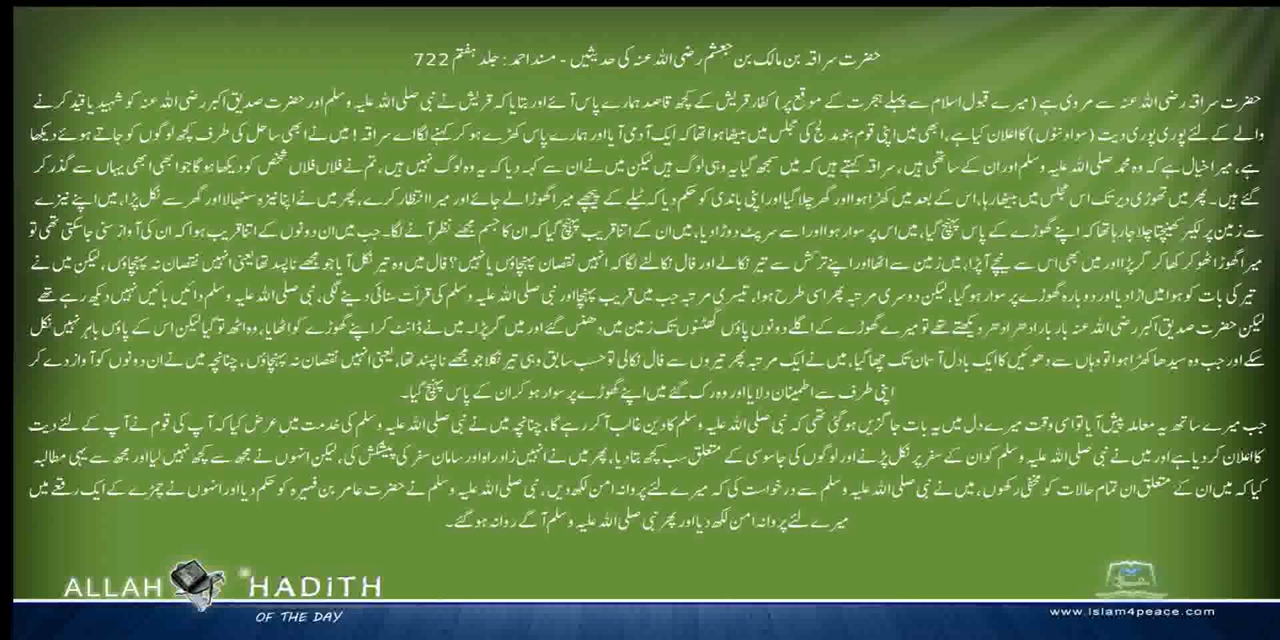 حضرت سراقہ بن مالک بن جعشم رضی اللہ عنہ کی حدیثیں - مسند احمد: جلد ہفتم 722
حضرت سراقہ رضی اللہ عنہ سے مروی ہے (میرے قبول اسلام سے پہلے ہجرت کے موقع پر) کفار قریش کے کچھ قاصد ہمارے پاس آئے اور بتایا کہ قریش نے نبی صلی اللہ علیہ وسلم اور حضرت صدیق اکبر رضی اللہ عنہ کو شہید یا قید کرنے
والے کے لئے پوری پوری دیت (سو اونٹوں) کا اعلان کیا ہے، ابھی میں اپنی قوم بنو مدلج کی مجلس میں بیٹھا ہوا تھا کہ ایک آدمی آیا اور ہمارے پاس کھڑے ہو کر کہنے لگا اے سراقہ! میں نے ابھی ساحل کی طرف کچھ لوگوں کو جاتے ہوئے دیکھا
ہے، میرا خیال ہے کہ وہ محمد صلی اللہ علیہ وسلم اور ان کے ساتھی ہیں، سراقہ کہتے ہیں کہ میں سمجھ گیا یہ وہی لوگ ہیں لیکن میں نے ان سے کہہ دیا کہ یہ وہ لوگ نہیں ہیں، تم نے فلاں فلاں شخص کو دیکھا ہوگا جو ابھی ابھی یہاں سے گذر کر
گئے ہیں۔ پھر میں تھوڑی دیر تک اس مجلس میں بیٹھا رہا، اس کے بعد میں کھڑا ہوا اور گھر چلا گیا اور اپنی باندی کو حکم دیا کہ ٹیلے کے پیچھے میرا گھوڑا لے جائے اور میرا انتظار کرے، پھر میں نے اپنا نیزہ سنبھالا اور گھر سے نکل پڑا، میں اپنے نیزے
سے زمین پر لکیر کھینچتا چلا جا رہا تھا کہ اپنے گھوڑے کے پاس پہنچ گیا، میں اس پر سوار ہوا اور اسے سرپٹ دوڑا دیا، میں ان کے اتنا قریب پہنچ گیا کہ ان کا جسم مجھے نظر آنے لگا۔ جب میں ان دونوں کے اتنا قریب ہوا کہ ان کی آواز سنی جا سکتی تھی تو
میرا گھوڑا ٹھوکر کھا کر گر پڑا اور میں بھی اس سے نیچے آ پڑا، میں زمین سے اٹھا اور اپنے ترکش سے تیر نکالے اور فال نکالنے لگا کہ انہیں نقصان پہنچاؤں یا نہیں؟ فال میں وہ تیر نکل آیا جو مجھے ناپسند تھا یعنی انہیں نقصان نہ پہنچاؤں، لیکن میں نے
تیر کی بات کو ہوا میں اڑا دیا اور دوبارہ گھوڑے پر سوار ہوگیا، لیکن دوسری مرتبہ پھر اسی طرح ہوا، تیسری مرتبہ جب میں قریب پہنچا اور نبی صلی اللہ علیہ وسلم کی قرأت سنائی دینے لگی، نبی صلی اللہ علیہ وسلم دائیں بائیں نہیں دیکھ رہے تھے
لیکن حضرت صدیق اکبر رضی اللہ عنہ بار بار ادھر ادھر دیکھتے تھے تو میرے گھوڑے کے اگلے دونوں پاؤں گھٹنوں تک زمین میں دھنس گئے اور میں گر پڑا۔ میں نے ڈانٹ کر اپنے گھوڑے کو اٹھایا، وہ اٹھ تو گیا لیکن اس کے پاؤں باہر نہیں نکل
سکے اور جب وہ سیدھا کھڑا ہوا تو وہاں سے دھوئیں کا ایک بادل آسمان تک چھا گیا، میں نے ایک مرتبہ پھر تیروں سے فال نکالی تو حسب سابق وہی تیر نکلا جو مجھے ناپسند تھا، یعنی انہیں نقصان نہ پہنچاؤں، چنانچہ میں نے ان دونوں کو آواز دے کر
اپنی طرف سے اطمینان دلایا اور وہ رک گئے میں اپنے گھوڑے پر سوار ہو کر ان کے پاس پہنچ گیا۔
جب میرے ساتھ یہ معاملہ پیش آیا تو اسی وقت میرے دل میں یہ بات جاگزیں ہوگئی تھی کہ نبی صلی اللہ علیہ وسلم کا دین غالب آ کر رہے گا، چنانچہ میں نے نبی صلی اللہ علیہ وسلم کی خدمت میں عرض کیا کہ آپ کی قوم نے آپ کے لئے دیت
کا اعلان کر دیا ہے اور میں نے نبی صلی اللہ علیہ وسلم کو ان کے سفر پر نکل پڑنے اور لوگوں کی جاسوسی کے متعلق سب کچھ بتا دیا، پھر میں نے انہیں زاد راہ اور سامان سفر کی پیشکش کی، لیکن انہوں نے مجھ سے کچھ نہیں لیا اور مجھ سے یہی مطالبہ
کیا کہ میں ان کے متعلق ان تمام حالات کو مخفی رکھوں، میں نے نبی صلی اللہ علیہ وسلم سے درخواست کی کہ میرے لئے پروانہ امن لکھ دیں، نبی صلی اللہ علیہ وسلم نے حضرت عامر بن فہیرہ کو حکم دیا اور انہوں نے چمڑے کے ایک رقعے میں
میرے لئے پروانہ امن لکھ دیا اور پھر نبی صلی اللہ علیہ وسلم آگے روانہ ہوگئے۔
ALLAH HADiTH
OF THE DAY
www.islam4peace.com